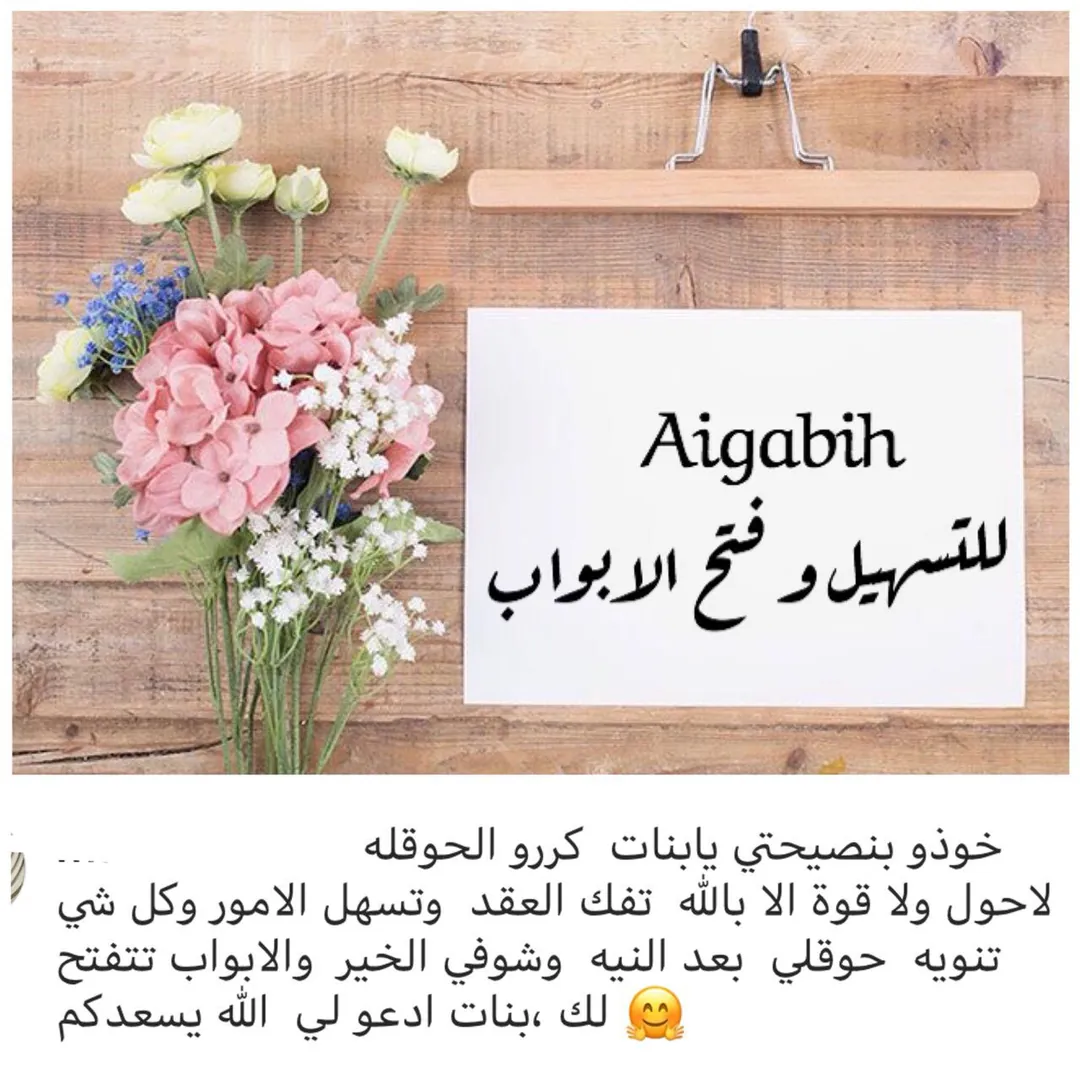 Aigabih
للتسهيل و فتح الابواب
خوذو بنصيحتي يابنات كررو الحوقله
لاحول ولا قوة الا بالله تفك العقد وتسهل الامور وكل شي
تنويه حوقلي بعد النيه وشوفي الخير والابواب تتفتح
لك ،بنات ادعو لي الله يسعدكم 🤗